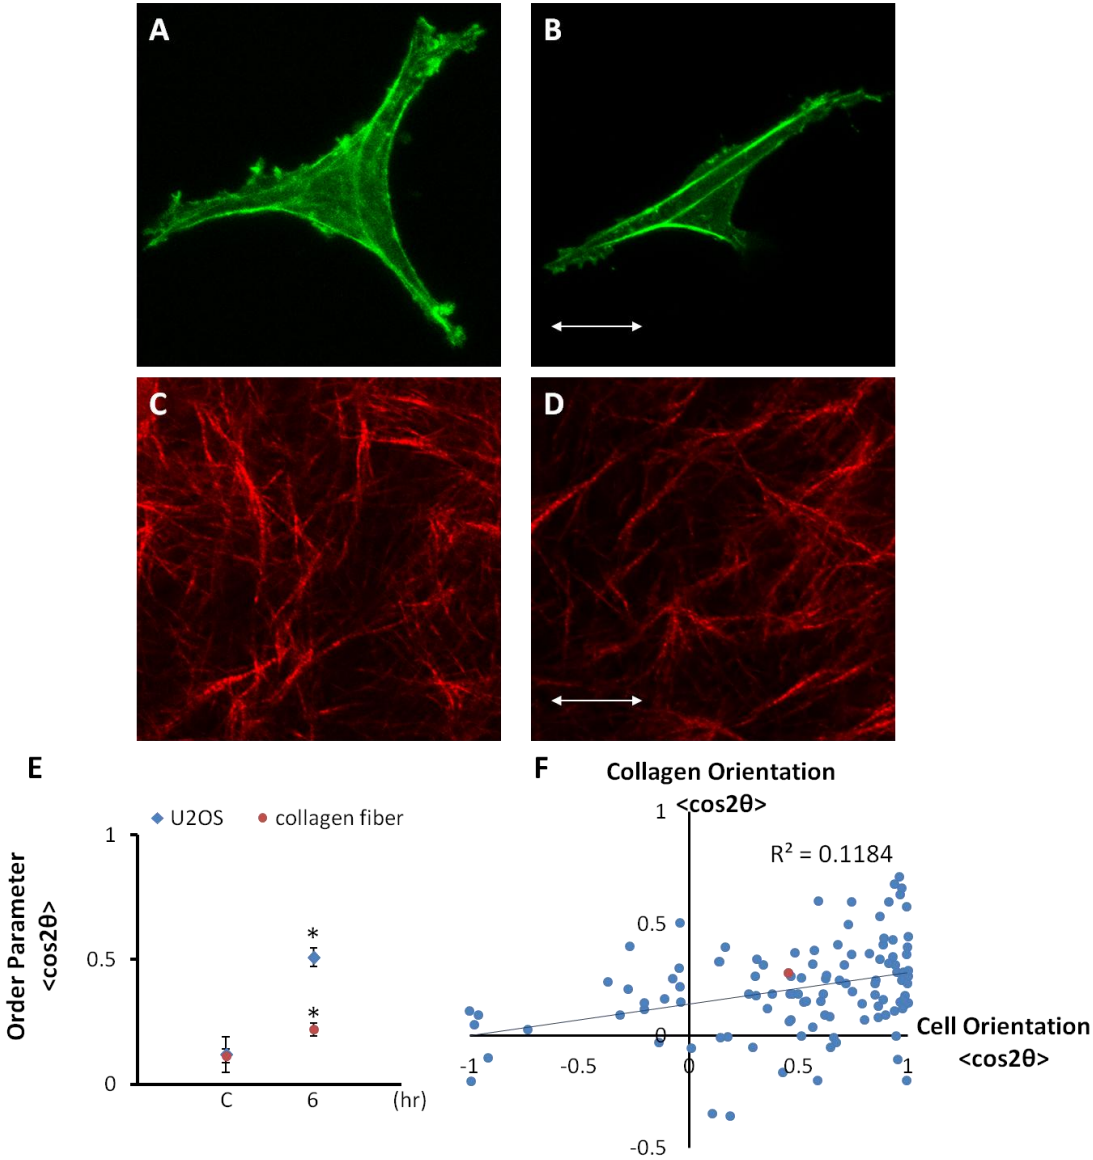 A
B
C
D
E
F
U2OS
collagen fiber
Order Parameter
<cos2θ>
1
0.5
0
*
*
C
6
(hr)
Collagen Orientation
<cos2θ>
1
R² = 0.1184
0.5
0
Cell Orientation
<cos2θ>
-1
-0.5
0
0.5
1
-0.5